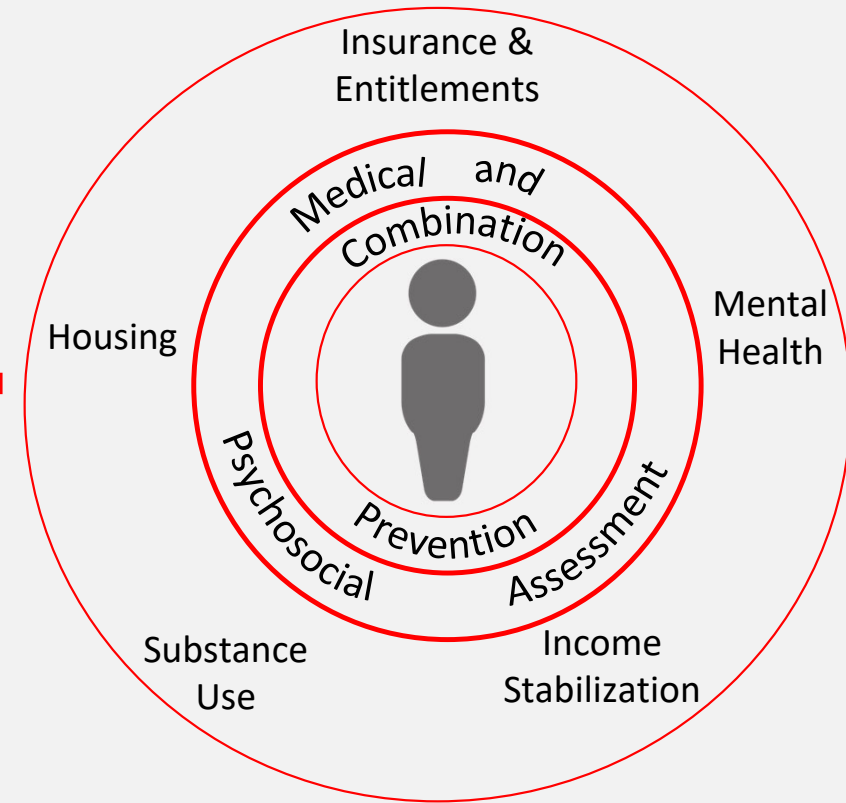 Insurance &
Entitlements
Medical and
Combination
Mental
Health
Housing
Psychosocial
Prevention
Assessment
Substance
Use
Income
Stabilization